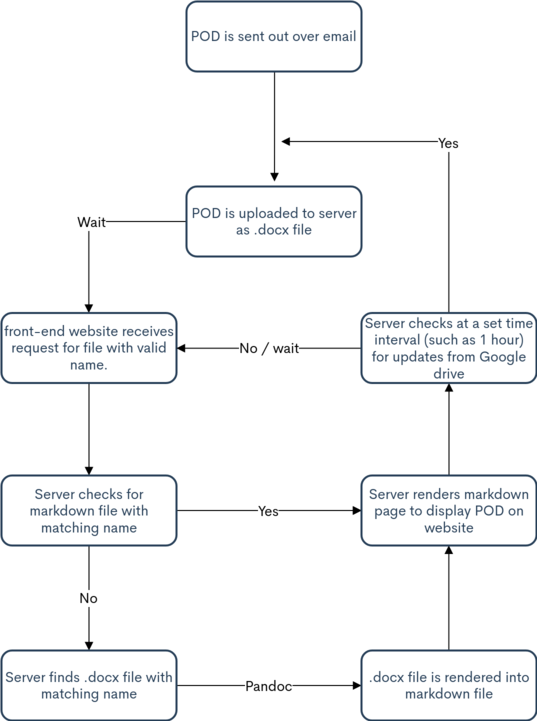 POD is sent out over email
Yes
POD is uploaded to server
as .docx file
Wait
front-end website receives
request for file with valid
name.
No / wait
Server checks at a set time
interval (such as 1 hour)
for updates from Google
drive
Server checks for
markdown file with
matching name
Yes
Server renders markdown
page to display POD on
website
No
Server finds .docx file with
matching name
Pandoc
.docx file is rendered into
markdown file